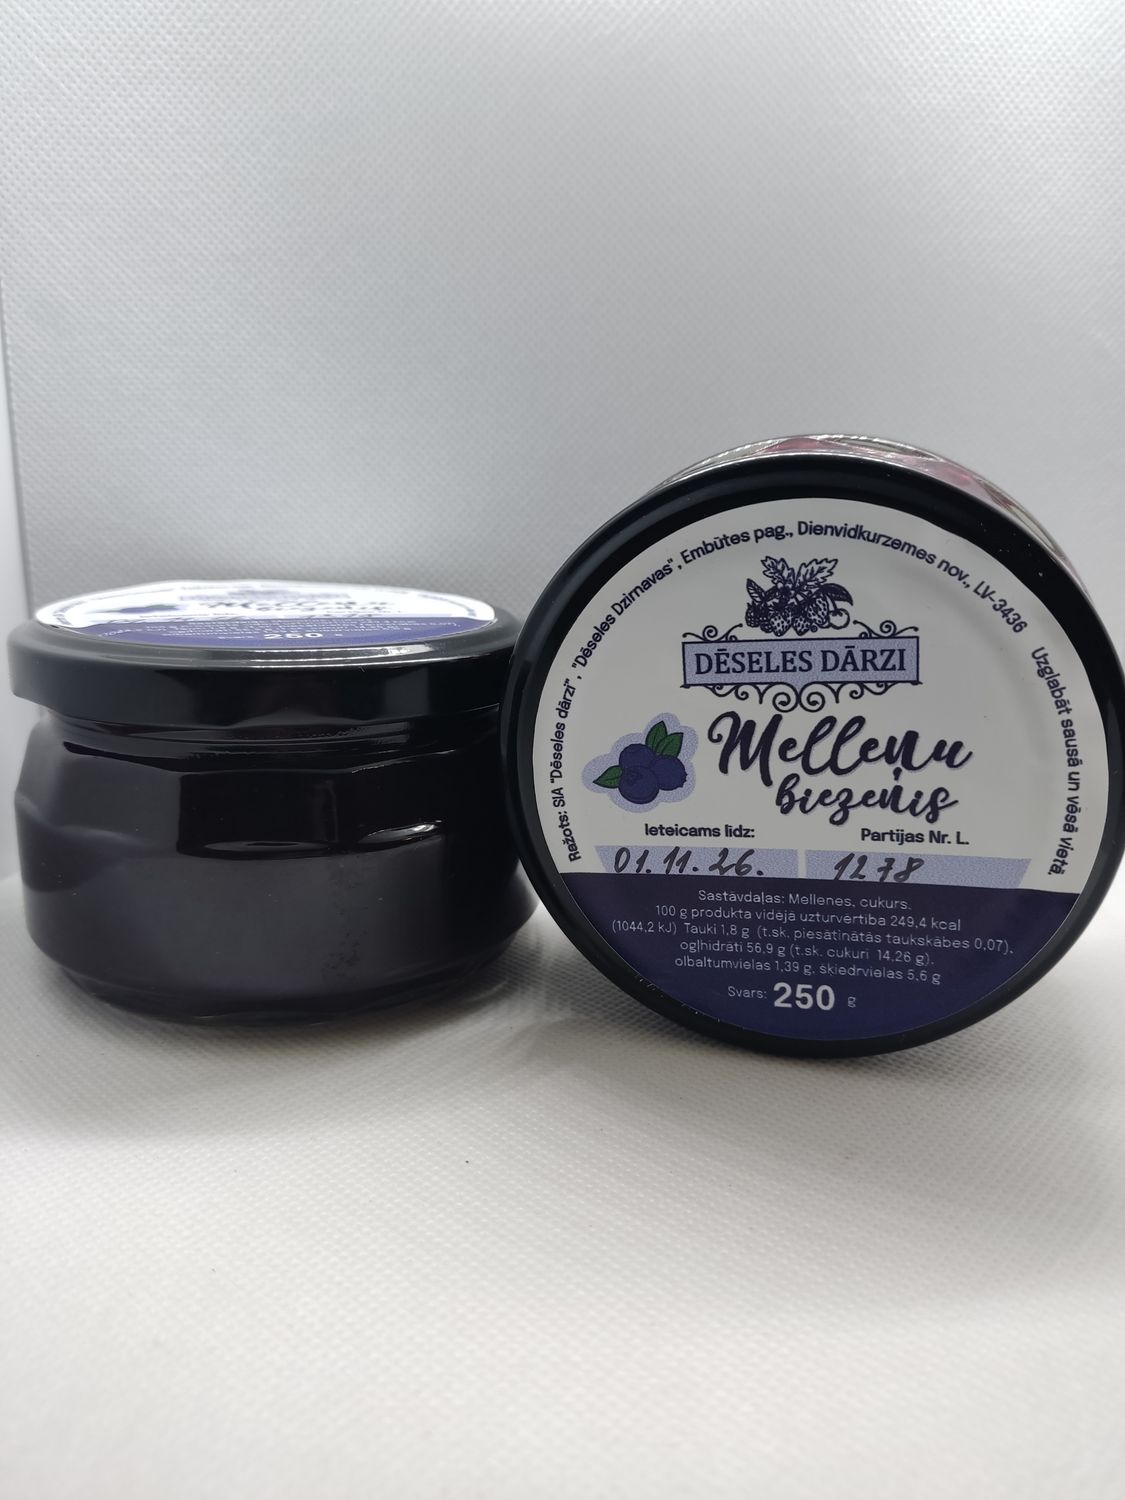 Mellenu
250 g
Ražots: SIA "Dēseles dārzi", "Dēseles Dzirnavas", Embūtes pag., Dienvidkurzemes nov., LV-3436
Uzglabāt sausā un vēsā vietā.
DĒSELES DĀRZI
Melleņu
biezenis
Ieteicams līdz:
Partijas Nr. L.
01.11.26.
1278
Sastāvdaļas: Mellenes, cukurs.
100 g produkta vidējā uzturvērtība 249,4 kcal
(1044,2 kJ) Tauki 1,8 g (t.sk. piesātinātās taukskābes 0,07),
ogļhidrāti 56,9 g (t.sk. cukuri 14,26 g).
olbaltumvielas 1,39 g. šķiedrvielas 5,6 g
Svars: 250 g